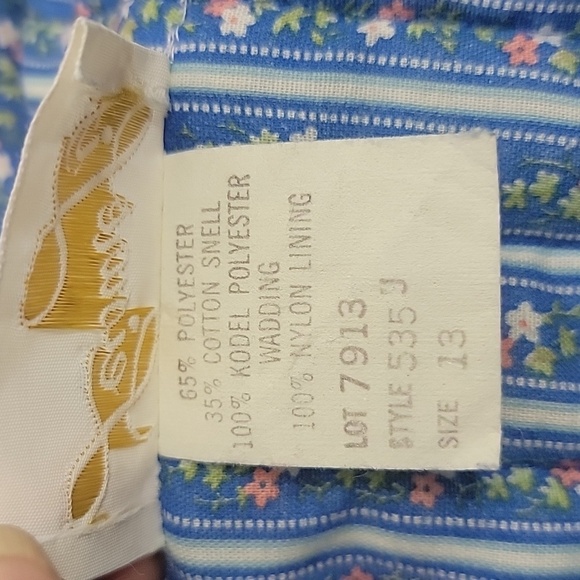 65% POLYESTER
35% COTTON SNELL
100% KODEL POLYESTER
WADDING
100% NYLON LINING
LOT 7913
STYLE 535 J
SIZE 13